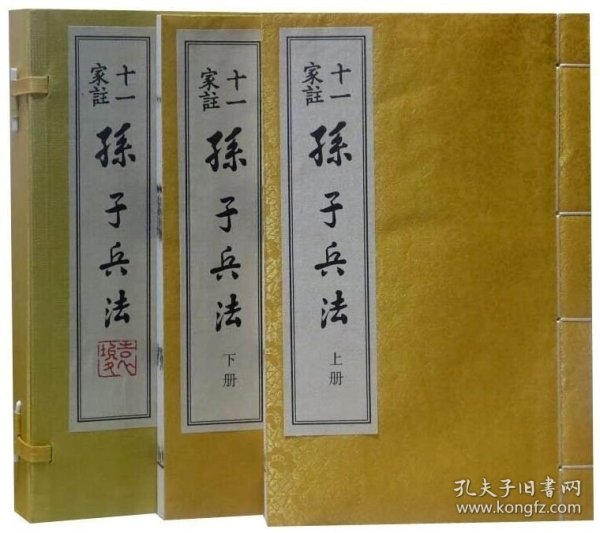 十一
家註
孫子兵法
十一
家註
孫子兵法
下册
十一
家註
孫子兵法
上册
孔夫子旧書网
www.kongfz.com